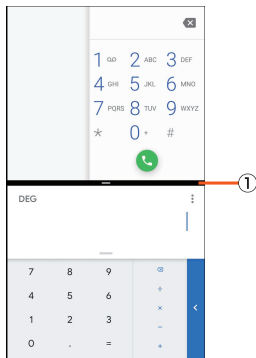 1 2 ABC 3 DEF
4 GHI 5 JKL 6 MNO
7 PQRS 8 TUV 9 WXYZ
* 0 + #
①
DEG
7 8 9
4 5 6 ÷
1 2 3 ×
0 . = −
+